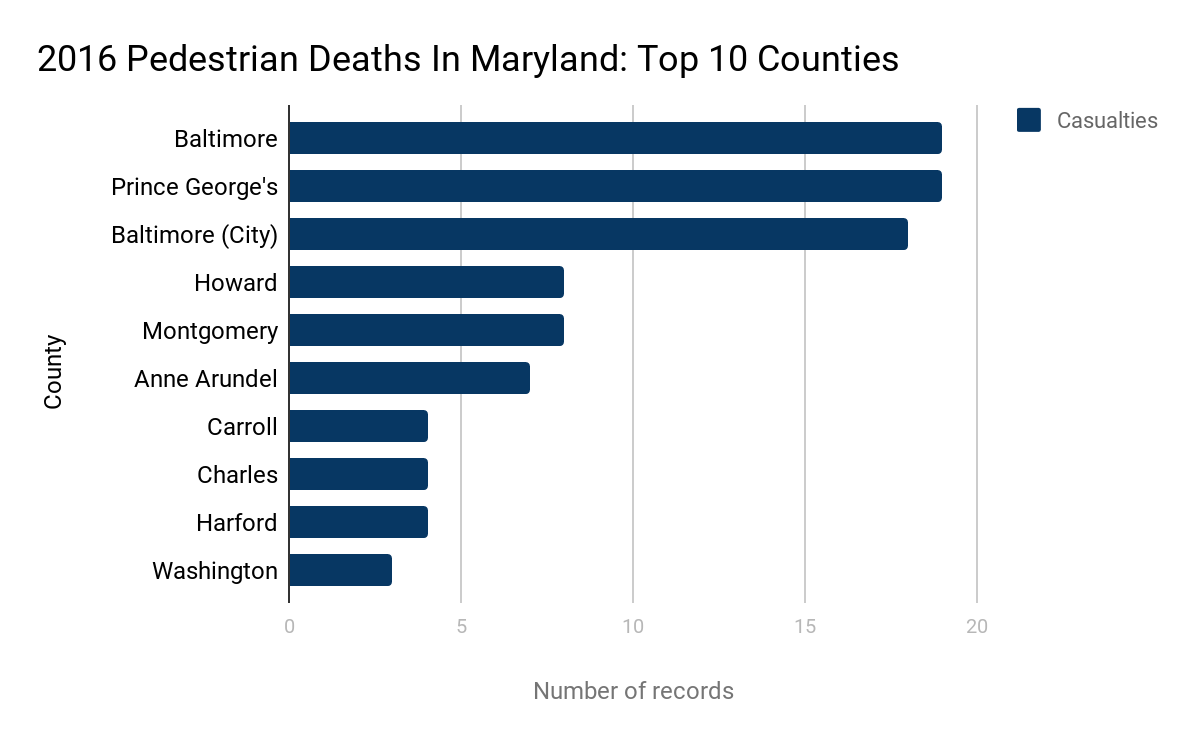 2016 Pedestrian Deaths In Maryland: Top 10 Counties
Casualties
County
Baltimore
Prince George's
Baltimore (City)
Howard
Montgomery
Anne Arundel
Carroll
Charles
Harford
Washington
0 5 10 15 20
Number of records